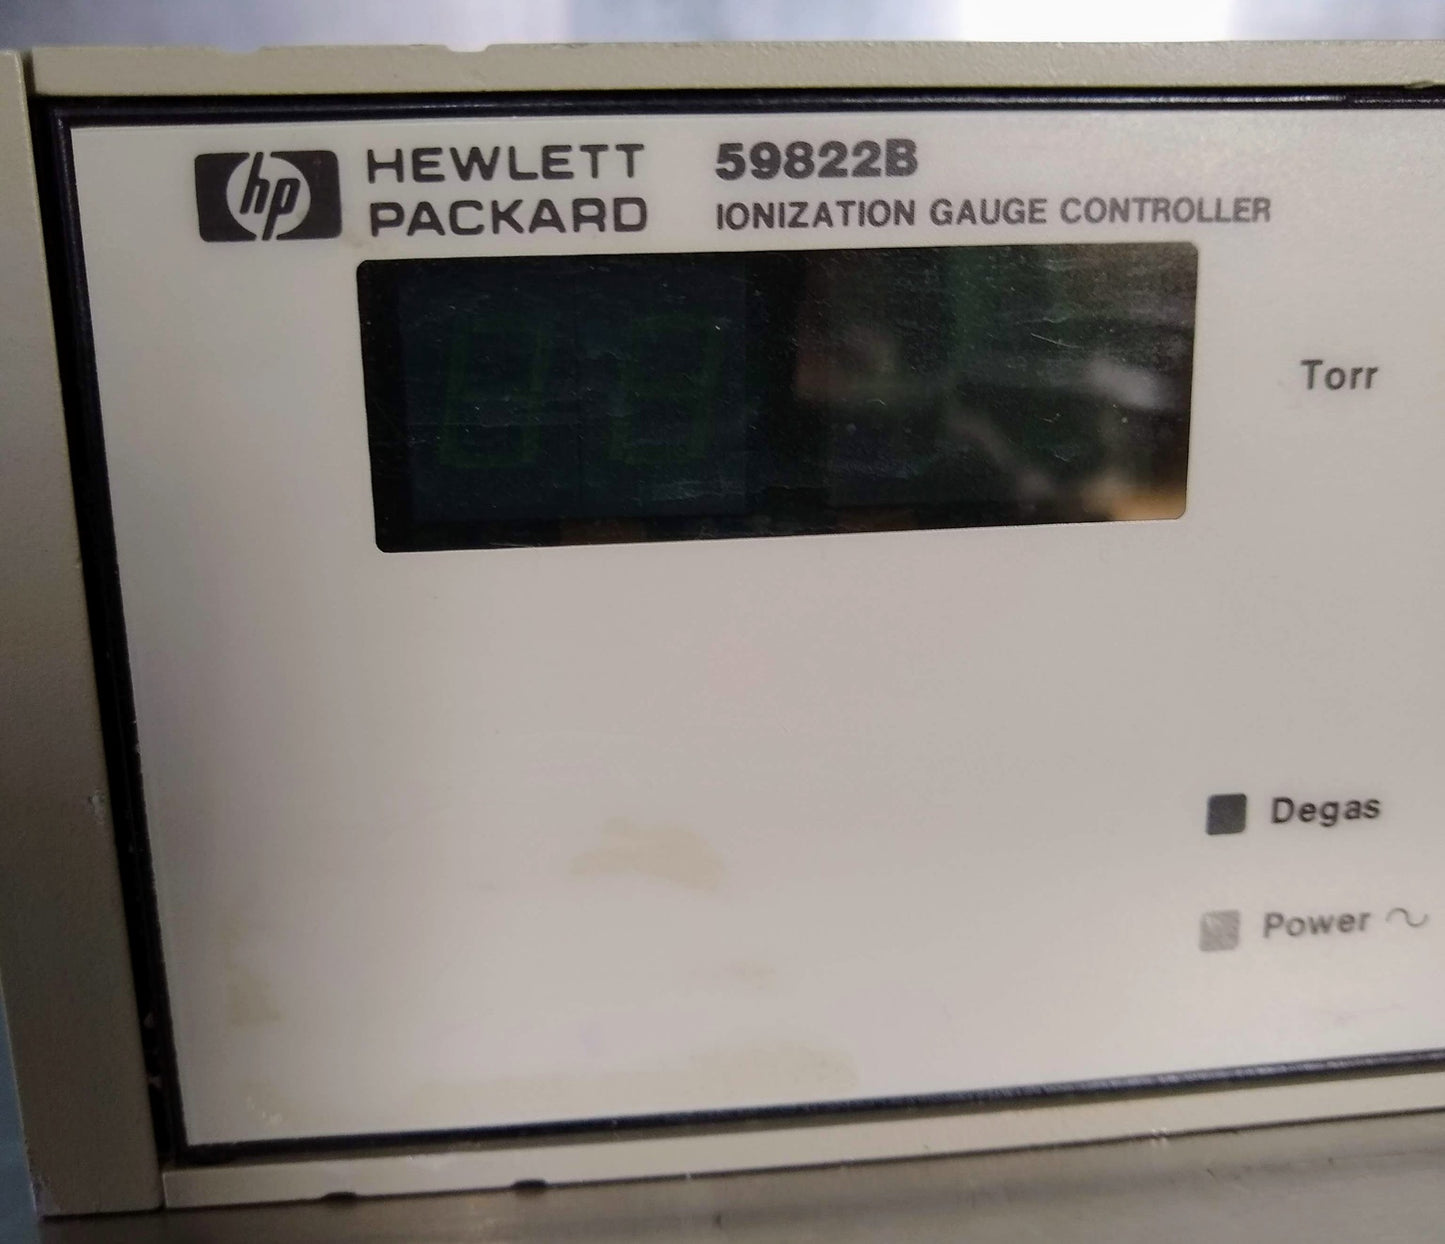 hp HEWLETT PACKARD
59822B
IONIZATION GAUGE CONTROLLER
Torr
Degas
Power ~